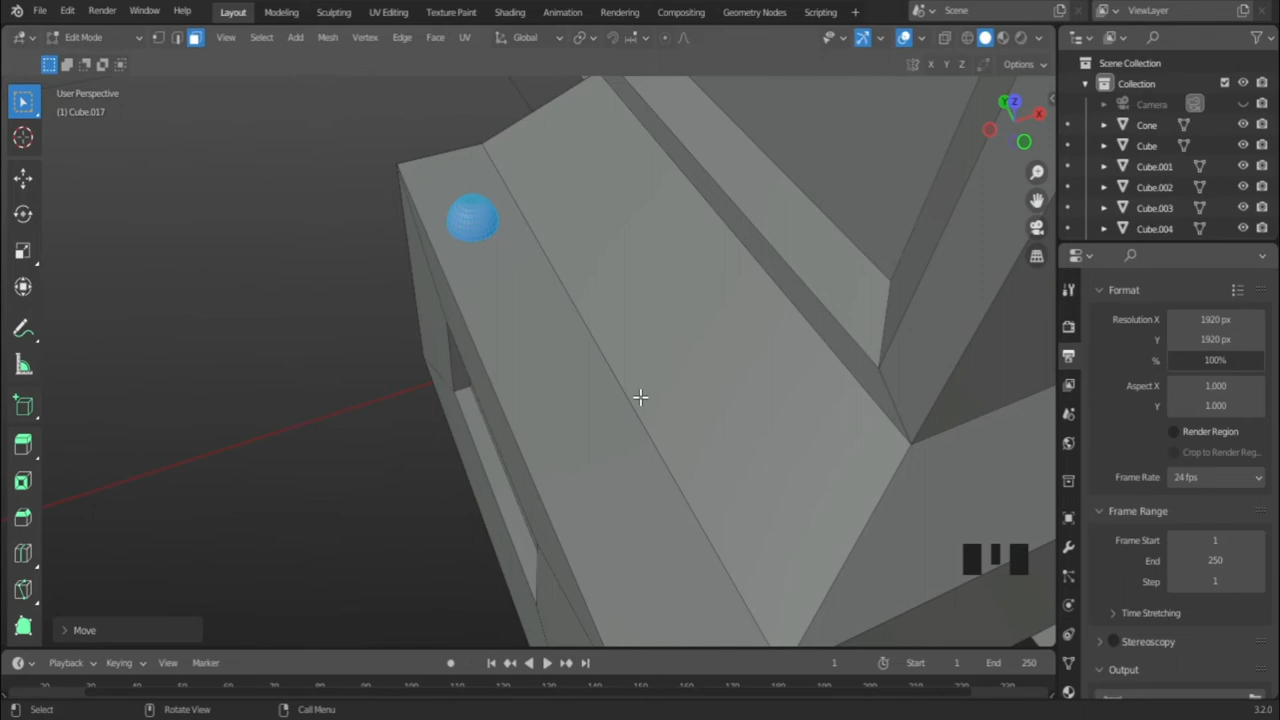 File Edit Render Window Help Layout Modeling Sculpting UV Editing Texture Paint Shading Animation Rendering Compositing Geometry Nodes Scripting + Scene ViewLayer
Edit Mode View Select Add Mesh Vertex Edge Face UV Global
X Y Z Options
User Perspective
(1) Cube.017
Y Z X
Move
Scene Collection
Collection
Camera
Cone
Cube
Cube.001
Cube.002
Cube.003
Cube.004
Format
Resolution X 1920 px
Y 1920 px
% 100%
Aspect X 1.000
Y 1.000
Render Region
Crop to Render Reg...
Frame Rate 24 fps
Frame Range
Frame Start 1
End 250
Step 1
Time Stretching
Stereoscopy
Output
Playback Keying View Marker 1 Start 1 End 250
Select Rotate View Call Menu 3.2.0